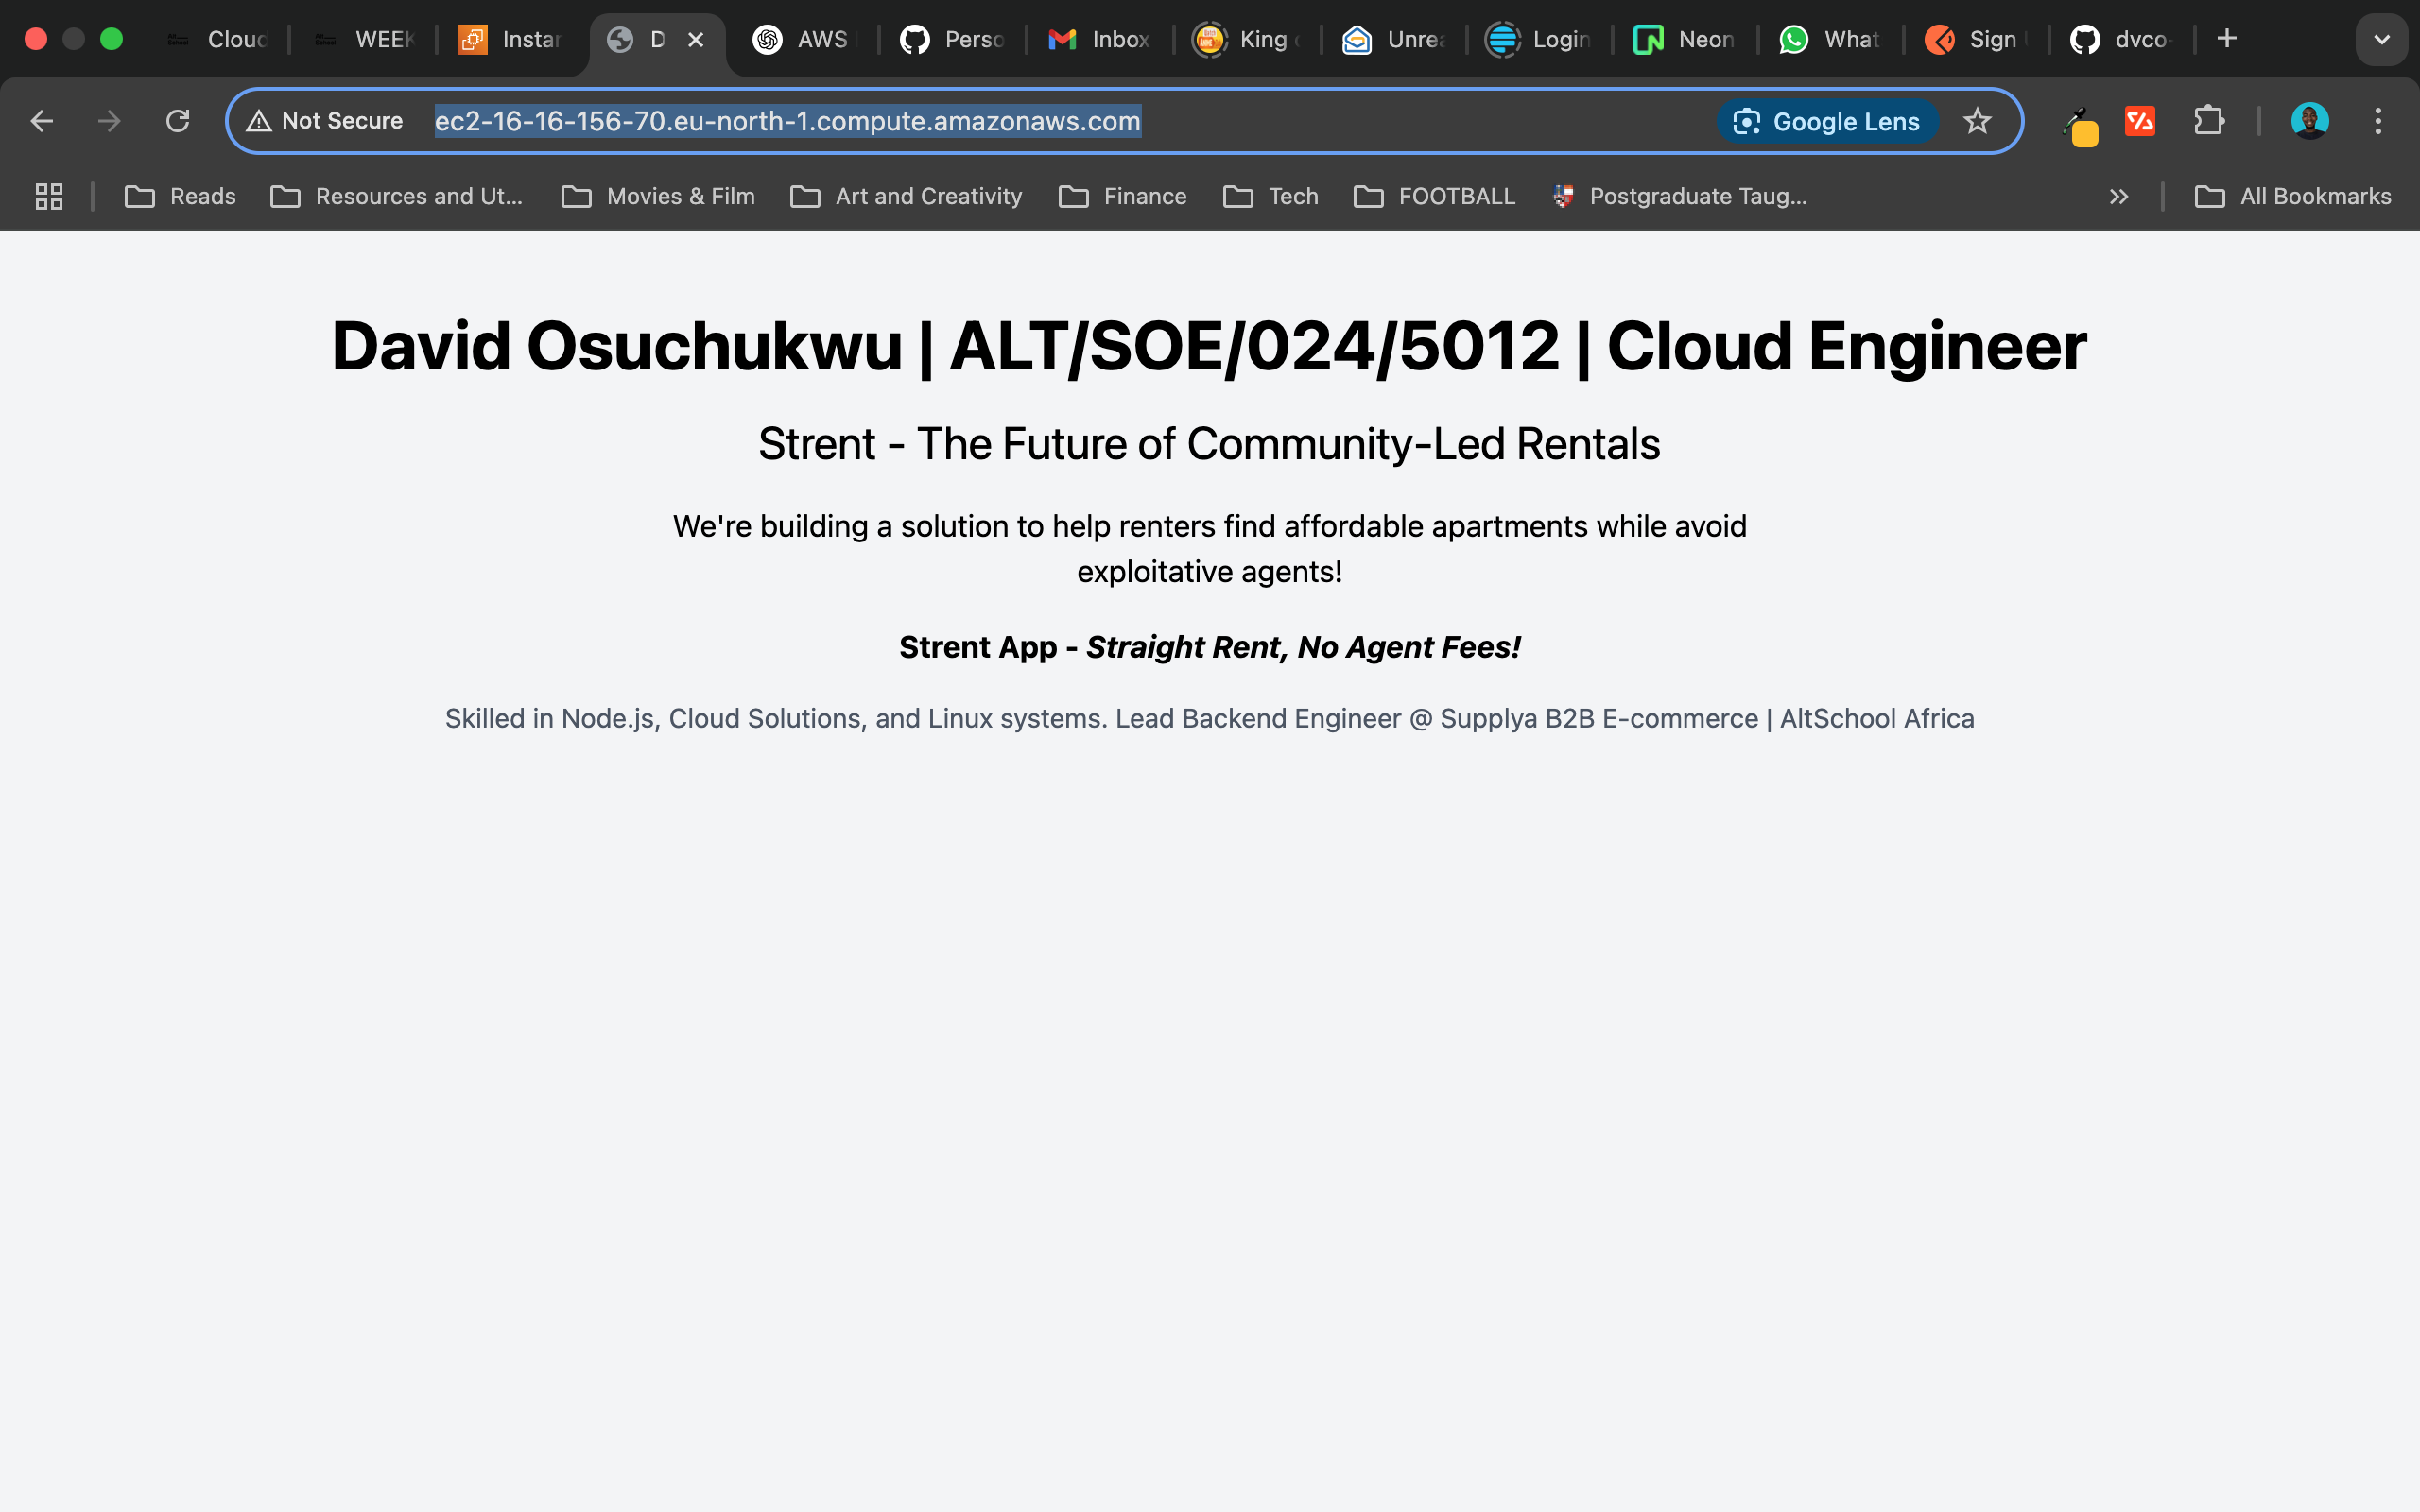 Cloud
WEEK
Instar
D
AWS
Perso
Inbox
King
Unrea
Login
Neon
What
Sign
dvco-
Not Secure
ec2-16-16-156-70.eu-north-1.compute.amazonaws.com
Google Lens
Reads
Resources and Ut...
Movies & Film
Art and Creativity
Finance
Tech
FOOTBALL
Postgraduate Taug...
All Bookmarks
David Osuchukwu | ALT/SOE/024/5012 | Cloud Engineer
Strent - The Future of Community-Led Rentals
We're building a solution to help renters find affordable apartments while avoid
exploitative agents!
Strent App - Straight Rent, No Agent Fees!
Skilled in Node.js, Cloud Solutions, and Linux systems. Lead Backend Engineer @ Supplya B2B E-commerce | AltSchool Africa